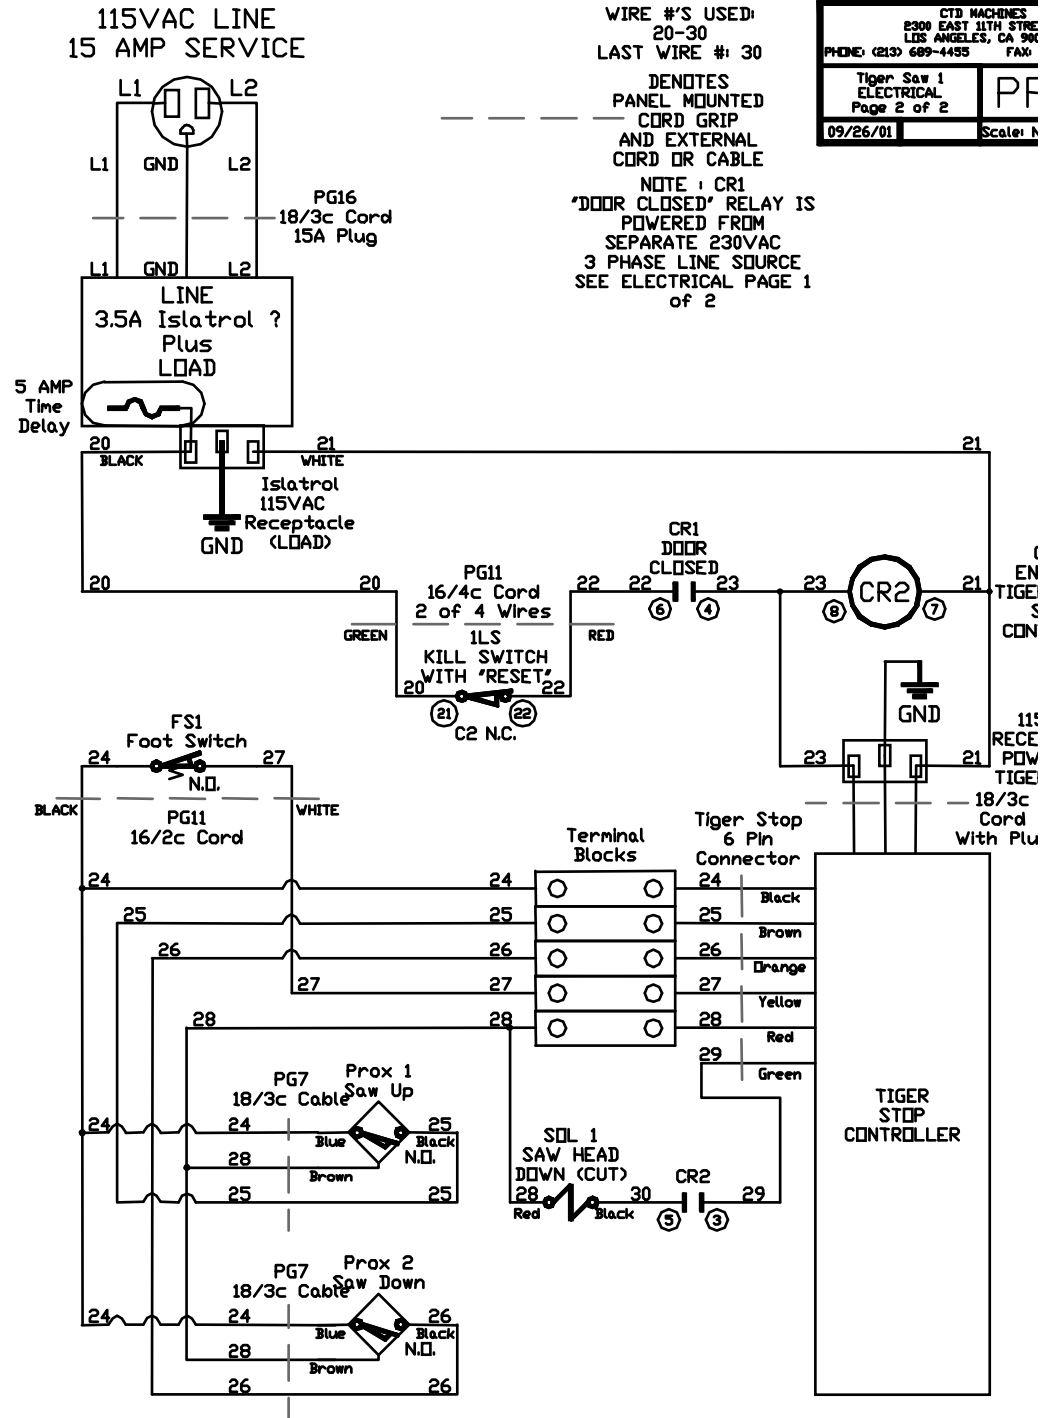 115VAC LINE
15 AMP SERVICE
WIRE #'S USED:
20-30
LAST WIRE #: 30
DENOTES
PANEL MOUNTED
CORD GRIP
AND EXTERNAL
CORD OR CABLE
NOTE : CR1
"DOOR CLOSED" RELAY IS
POWERED FROM
SEPARATE 230VAC
3 PHASE LINE SOURCE
SEE ELECTRICAL PAGE 1
of 2
CTD MACHINES
2300 EAST 11TH
LOS ANGELES, CA
PHONE: (213) 689-4455 FAX:
Tiger Saw 1
ELECTRICAL
Page 2 of 2
09/26/01
Scale:
L1 L2
L1 GND L2
PG16
18/3c Cord
15A Plug
L1 GND L2
LINE
3.5A Islatrol ?
Plus
LOAD
5 AMP
Time
Delay
20
BLACK
21
WHITE
21
Islatrol
115VAC
Receptacle
(LOAD)
GND
20 20
PG11
16/4c Cord
2 of 4 Wires
GREEN
RED
1LS
KILL SWITCH
WITH "RESET"
20 22
21 22
C2 N.C.
22 22
CR1
DOOR
CLOSED
23
6 4
23 CR2 21
8 7
GND
23 21
18/3c
Cord
With
FS1
Foot Switch
24 27
N.O.
BLACK
WHITE
PG11
16/2c Cord
Terminal
Blocks
Tiger Stop
6 Pin
Connector
24 24 24
Black
25 25 25
Brown
26 26 26
Orange
27 27 27
Yellow
28 28 28
Red
29
Green
TIGER
STOP
CONTROLLER
Prox 1
Saw Up
PG7
18/3c Cable
24 24 25
Blue Black
N.O.
28
Brown
25 25
SOL 1
SAW HEAD
DOWN (CUT)
28 30
Red Black
CR2
29
5 3
Prox 2
Saw Down
PG7
18/3c Cable
24 24 26
Blue Black
N.O.
28
Brown
26 26